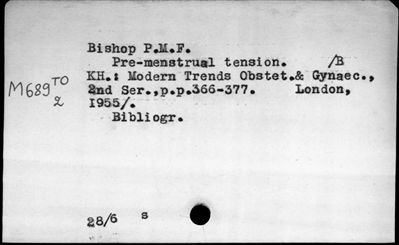 Bishop P.M.F.
Pre-menstrual tension. /B
KH.: Modern Trends Obstet.& Gynaec.,
2nd Ser.,p.p.366-377. London,
1955/.
Bibliogr.
M689 TO
2
28/6 s